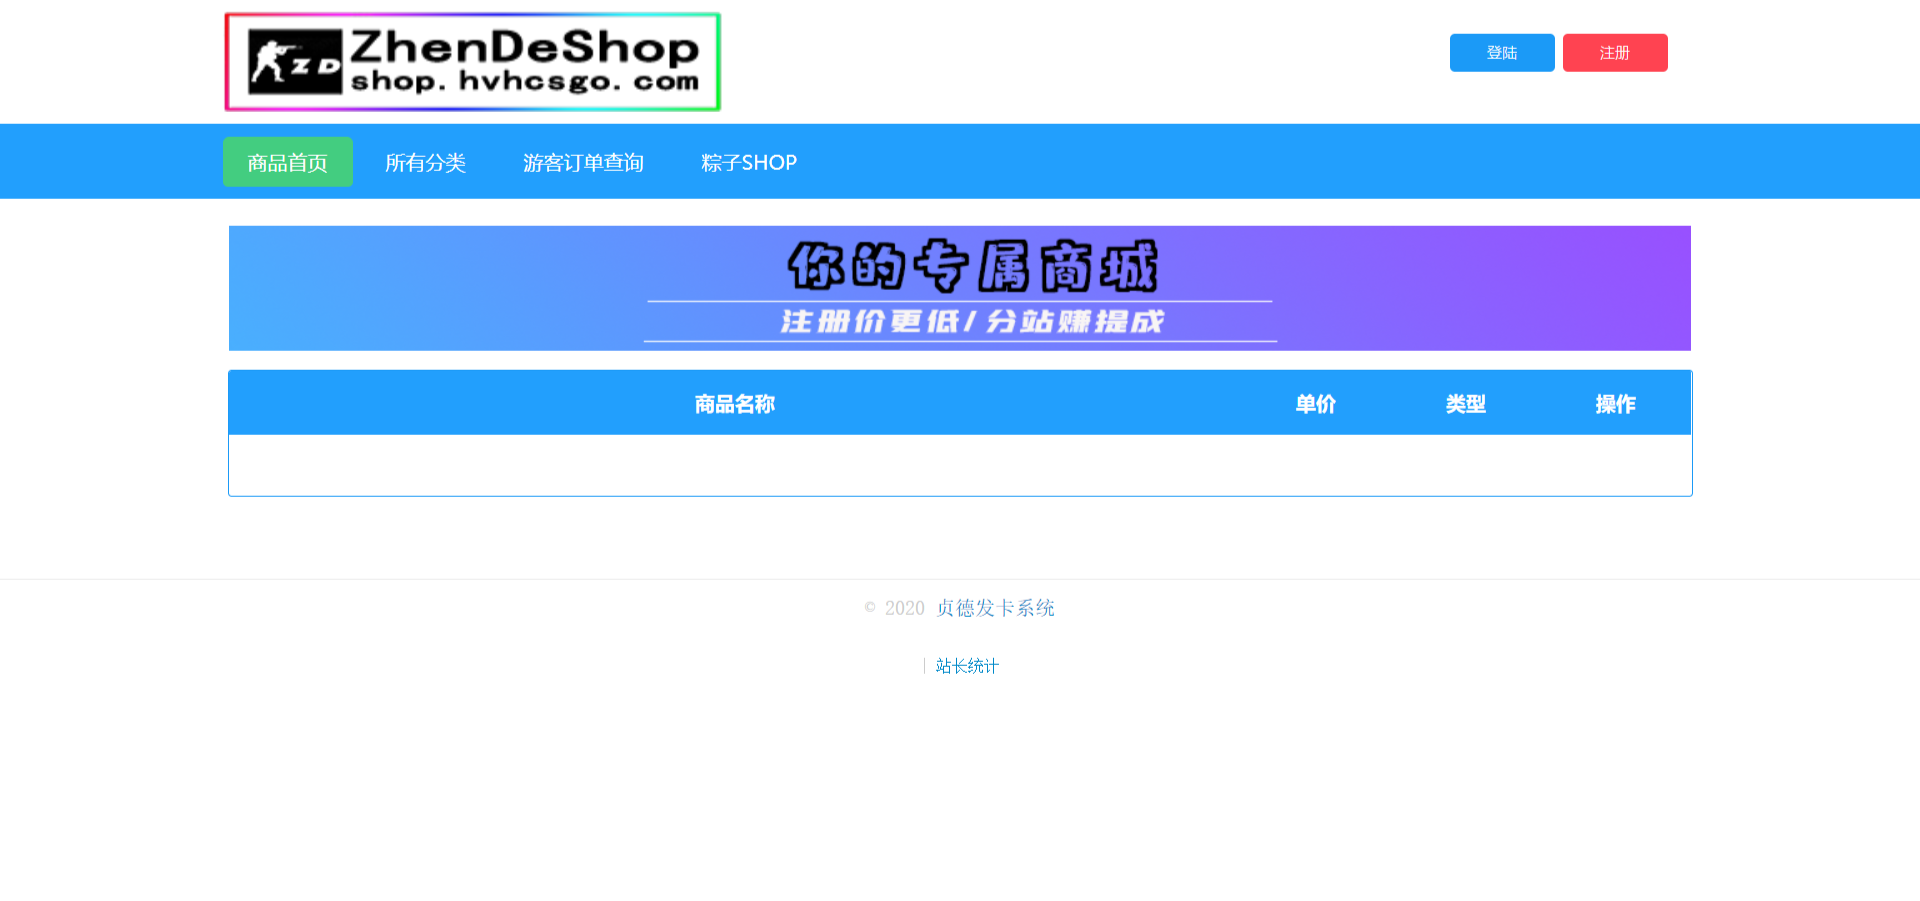 ZD ZhenDeShop
shop.hvhcsgo.com
登陆 注册
商品首页 所有分类 游客订单查询 粽子SHOP
你的专属商城
注册价更低/分站赚提成
商品名称 单价 类型 操作
© 2020 贞德发卡系统
| 站长统计